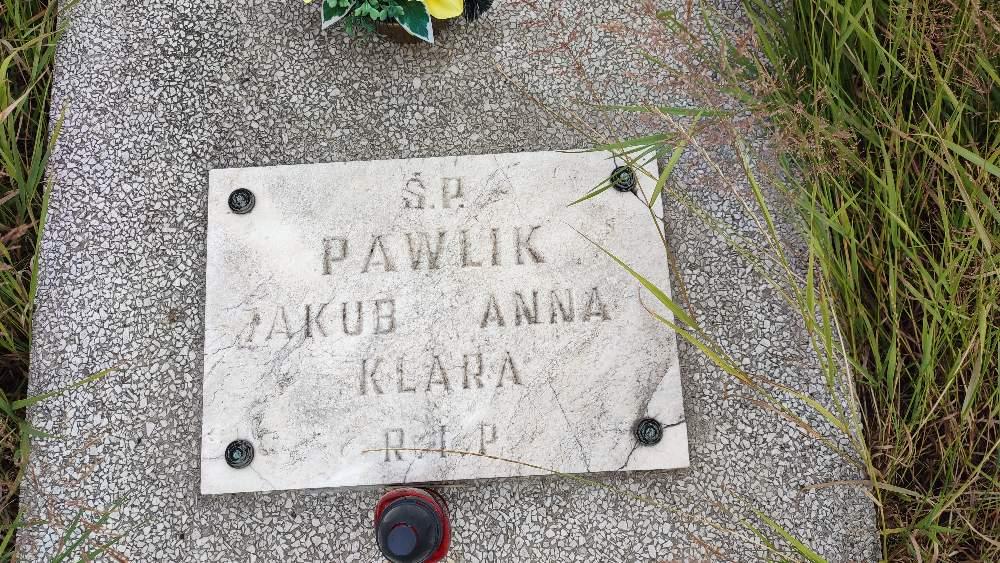 Ś.P.
PAWLIK
JAKUB ANNA
KLARA
R.I.P